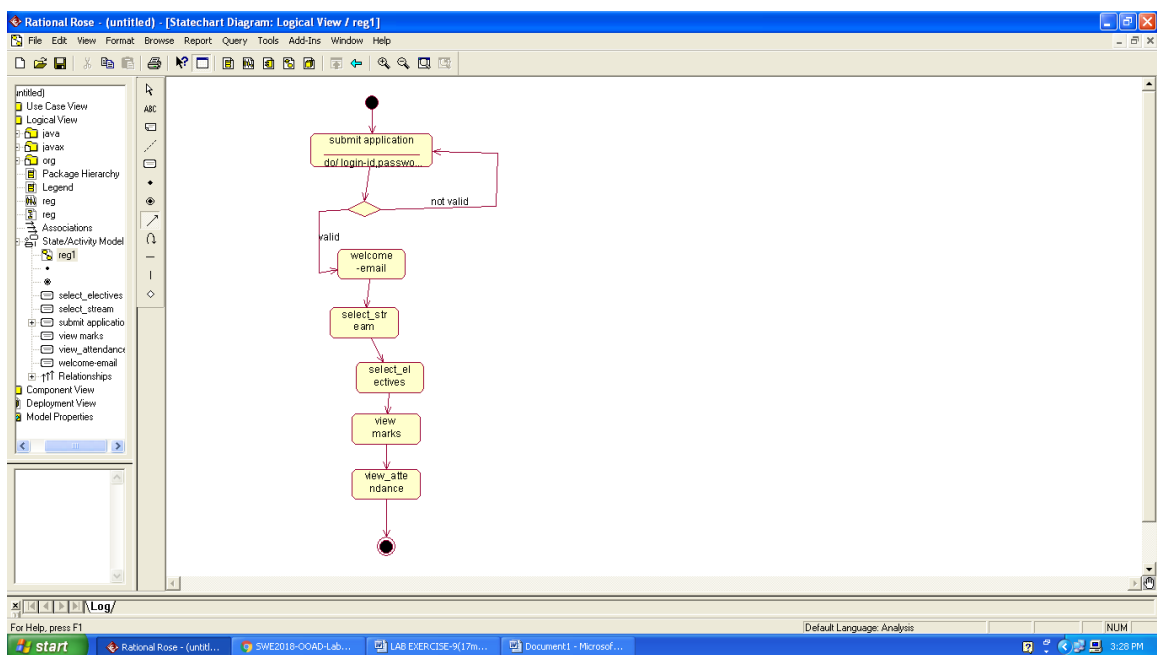 Rational Rose - (untitled) - [Statechart Diagram: Logical View / reg1]
File Edit View Format Browse Report Query Tools Add-Ins Window Help
ntitled)
Use Case View
Logical View
java
javax
org
Package Hierarchy
Legend
reg
reg
Associations
State/Activity Model
reg1
select_electives
select_stream
submit applicatio
view marks
view_attendance
welcome-email
Relationships
Component View
Deployment View
Model Properties
ABC
submit application
do/ login-id,passwo...
not valid
valid
welcome
-email
select_str
eam
select_el
ectives
view
marks
view_atte
ndance
Log
For Help, press F1
Default Language: Analysis
NUM
start
Rational Rose - (untitl...
SWE2018-OOAD-Lab...
LAB EXERCISE-9(17m...
Document1 - Microsof...
3:28 PM